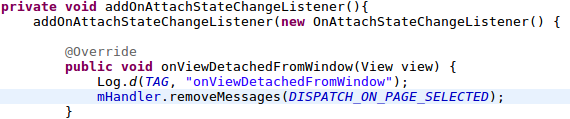 private void addOnAttachStateChangeListener(){
addOnAttachStateChangeListener(new OnAttachStateChangeListener() {
@Override
public void onViewDetachedFromWindow(View view) {
Log.d(TAG, "onViewDetachedFromWindow");
mHandler.removeMessages(DISPATCH_ON_PAGE_SELECTED);
}